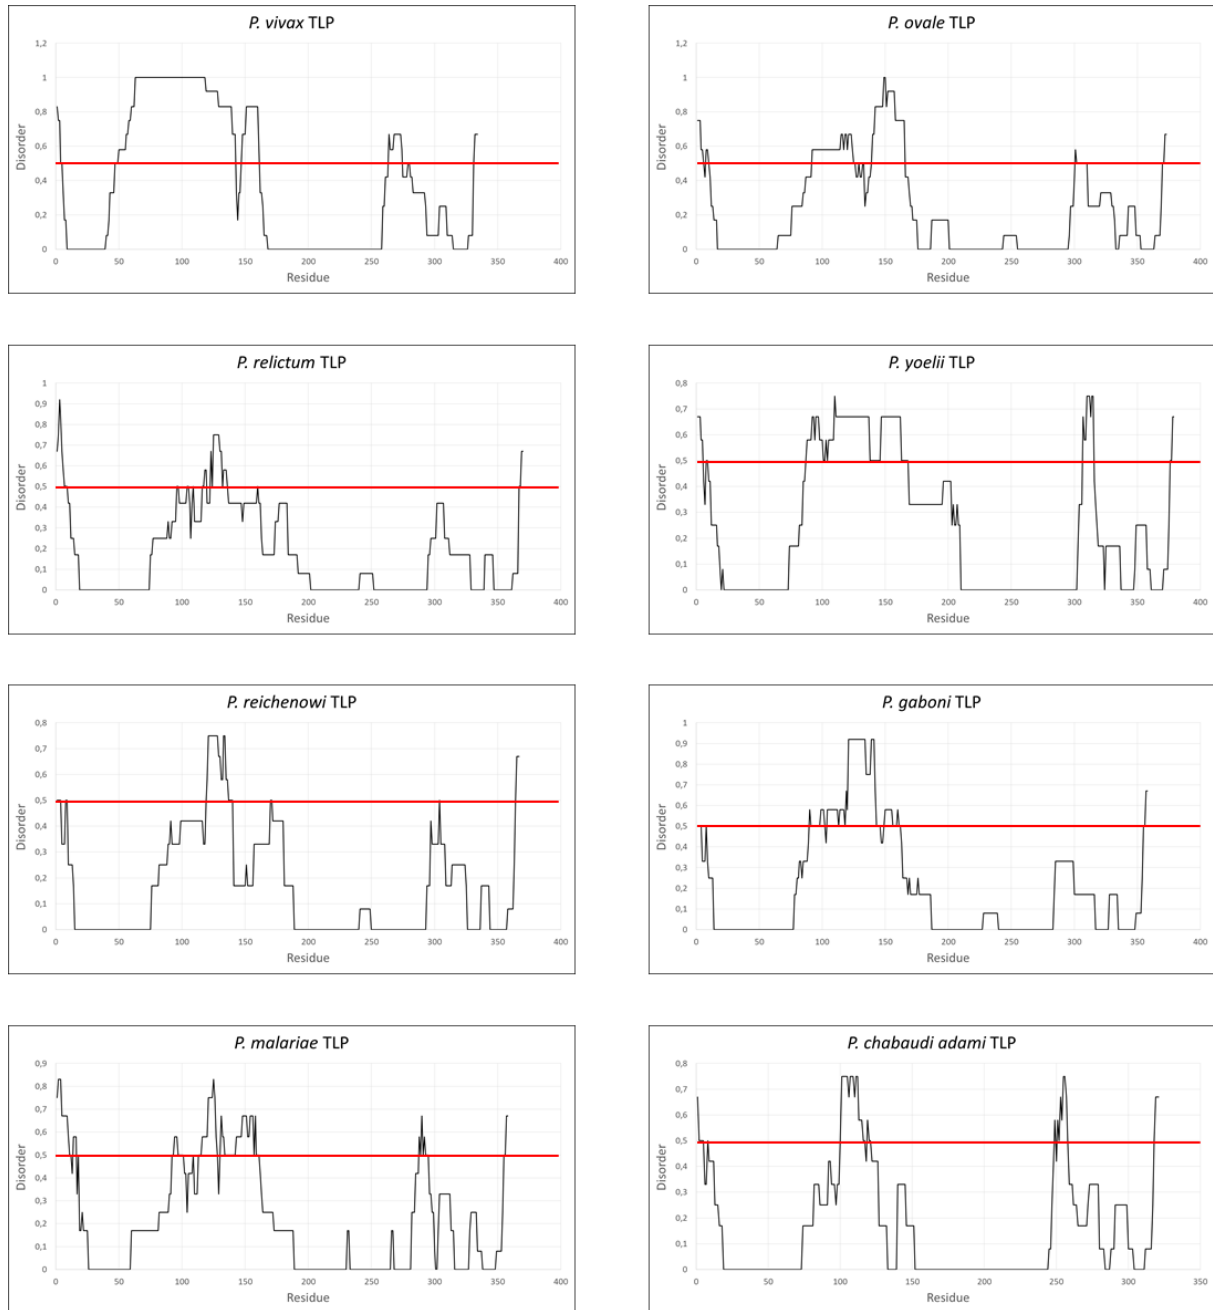 P. vivax TLP
1,2
1
0,8
0,6
0,4
0,2
0
Disorder
0 50 100 150 200 250 300 350 400
Residue
P. ovale TLP
1,2
1
0,8
0,6
0,4
0,2
0
Disorder
0 50 100 150 200 250 300 350 400
Residue
P. relictum TLP
1
0,9
0,8
0,7
0,6
0,5
0,4
0,3
0,2
0,1
0
Disorder
0 50 100 150 200 250 300 350 400
Residue
P. yoelii TLP
0,8
0,7
0,6
0,5
0,4
0,3
0,2
0,1
0
Disorder
0 50 100 150 200 250 300 350 400
Residue
P. reichenowi TLP
0,8
0,7
0,6
0,5
0,4
0,3
0,2
0,1
0
Disorder
0 50 100 150 200 250 300 350 400
Residue
P. gaboni TLP
1
0,9
0,8
0,7
0,6
0,5
0,4
0,3
0,2
0,1
0
Disorder
0 50 100 150 200 250 300 350 400
Residue
P. malariae TLP
0,9
0,8
0,7
0,6
0,5
0,4
0,3
0,2
0,1
0
Disorder
0 50 100 150 200 250 300 350 400
Residue
P. chabaudi adami TLP
0,8
0,7
0,6
0,5
0,4
0,3
0,2
0,1
0
Disorder
0 50 100 150 200 250 300 350
Residue